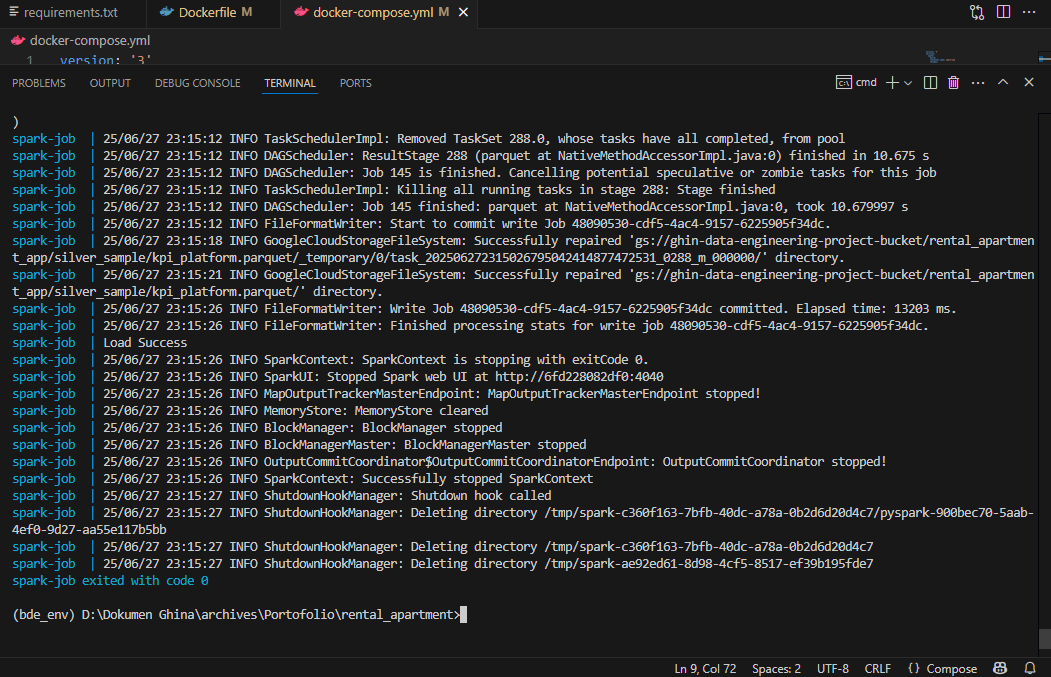 requirements.txt Dockerfile M docker-compose.yml M
docker-compose.yml
1 version: '3'
PROBLEMS OUTPUT DEBUG CONSOLE TERMINAL PORTS cmd
)
spark-job | 25/06/27 23:15:12 INFO TaskSchedulerImpl: Removed TaskSet 288.0, whose tasks have all completed, from pool
spark-job | 25/06/27 23:15:12 INFO DAGScheduler: ResultStage 288 (parquet at NativeMethodAccessorImpl.java:0) finished in 10.675 s
spark-job | 25/06/27 23:15:12 INFO DAGScheduler: Job 145 is finished. Cancelling potential speculative or zombie tasks for this job
spark-job | 25/06/27 23:15:12 INFO TaskSchedulerImpl: Killing all running tasks in stage 288: Stage finished
spark-job | 25/06/27 23:15:12 INFO DAGScheduler: Job 145 finished: parquet at NativeMethodAccessorImpl.java:0, took 10.679997 s
spark-job | 25/06/27 23:15:12 INFO FileFormatWriter: Start to commit write Job 48090530-cdf5-4ac4-9157-6225905f34dc.
spark-job | 25/06/27 23:15:18 INFO GoogleCloudStorageFileSystem: Successfully repaired 'gs://ghin-data-engineering-project-bucket/rental_apartmen
t_app/silver_sample/kpi_platform.parquet/_temporary/0/task_202506272315026795042414877472531_0288_m_000000/' directory.
spark-job | 25/06/27 23:15:21 INFO GoogleCloudStorageFileSystem: Successfully repaired 'gs://ghin-data-engineering-project-bucket/rental_apartmen
t_app/silver_sample/kpi_platform.parquet/' directory.
spark-job | 25/06/27 23:15:26 INFO FileFormatWriter: Write Job 48090530-cdf5-4ac4-9157-6225905f34dc committed. Elapsed time: 13203 ms.
spark-job | 25/06/27 23:15:26 INFO FileFormatWriter: Finished processing stats for write job 48090530-cdf5-4ac4-9157-6225905f34dc.
spark-job | Load Success
spark-job | 25/06/27 23:15:26 INFO SparkContext: SparkContext is stopping with exitCode 0.
spark-job | 25/06/27 23:15:26 INFO SparkUI: Stopped Spark web UI at http://6fd228082df0:4040
spark-job | 25/06/27 23:15:26 INFO MapOutputTrackerMasterEndpoint: MapOutputTrackerMasterEndpoint stopped!
spark-job | 25/06/27 23:15:26 INFO MemoryStore: MemoryStore cleared
spark-job | 25/06/27 23:15:26 INFO BlockManager: BlockManager stopped
spark-job | 25/06/27 23:15:26 INFO BlockManagerMaster: BlockManagerMaster stopped
spark-job | 25/06/27 23:15:26 INFO OutputCommitCoordinator$OutputCommitCoordinatorEndpoint: OutputCommitCoordinator stopped!
spark-job | 25/06/27 23:15:26 INFO SparkContext: Successfully stopped SparkContext
spark-job | 25/06/27 23:15:27 INFO ShutdownHookManager: Shutdown hook called
spark-job | 25/06/27 23:15:27 INFO ShutdownHookManager: Deleting directory /tmp/spark-c360f163-7bfb-40dc-a78a-0b2d6d20d4c7/pyspark-900bec70-5aab-
4ef0-9d27-aa55e117b5bb
spark-job | 25/06/27 23:15:27 INFO ShutdownHookManager: Deleting directory /tmp/spark-c360f163-7bfb-40dc-a78a-0b2d6d20d4c7
spark-job | 25/06/27 23:15:27 INFO ShutdownHookManager: Deleting directory /tmp/spark-ae92ed61-8d98-4cf5-8517-ef39b195fde7
spark-job exited with code 0
(bde_env) D:\Dokumen Ghina\archives\Portofolio\rental_apartment>
Ln 9, Col 72 Spaces: 2 UTF-8 CRLF {} Compose